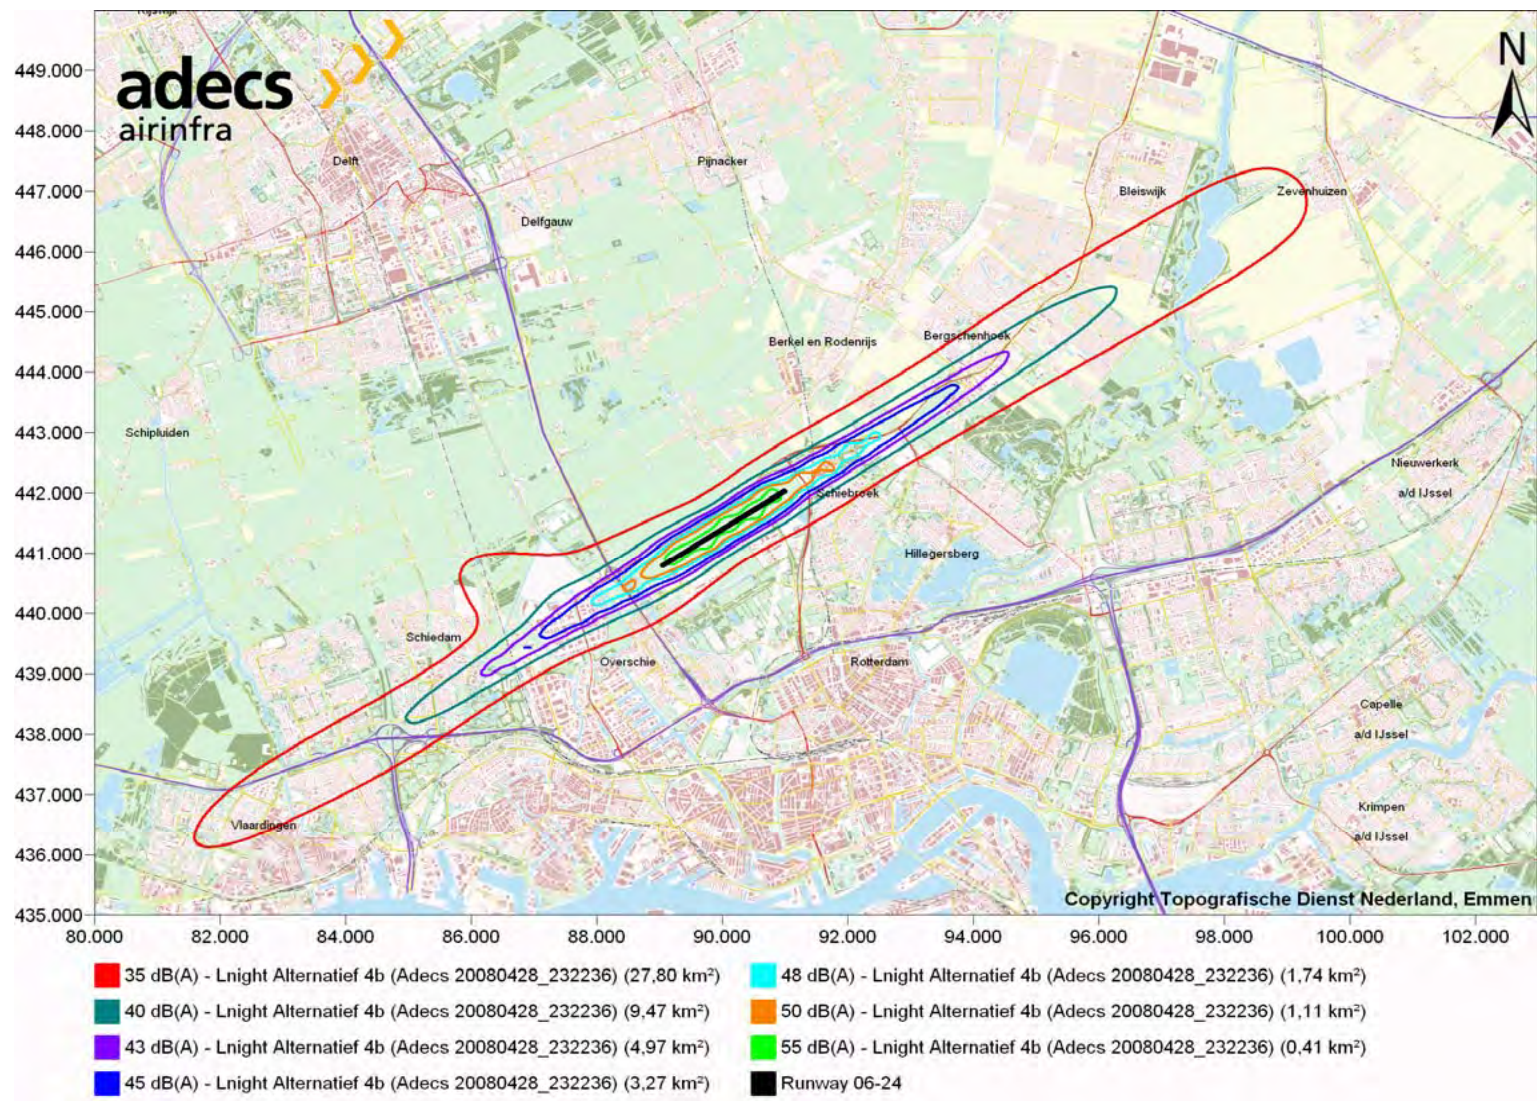 Rijswijk
N
449.000
adecs
airinfra
448.000
Delft
Pijnacker
447.000
Bleiswijk
Zevenhuizen
Delfgauw
446.000
445.000
Berkel en Rodenrijs
Bergschenhoek
444.000
Schipluiden
443.000
Nieuwerkerk
a/d IJssel
442.000
Schiebroek
441.000
Hillegersberg
440.000
Schiedam
439.000
Overschie
Rotterdam
Capelle
a/d IJssel
438.000
437.000
Vlaardingen
Krimpen
a/d IJssel
436.000
Copyright Topografische Dienst Nederland, Emmen
435.000
80.000 82.000 84.000 86.000 88.000 90.000 92.000 94.000 96.000 98.000 100.000 102.000
35 dB(A) - Lnight Alternatief 4b (Adecs 20080428_232236) (27,80 km²)
40 dB(A) - Lnight Alternatief 4b (Adecs 20080428_232236) (9,47 km²)
43 dB(A) - Lnight Alternatief 4b (Adecs 20080428_232236) (4,97 km²)
45 dB(A) - Lnight Alternatief 4b (Adecs 20080428_232236) (3,27 km²)
48 dB(A) - Lnight Alternatief 4b (Adecs 20080428_232236) (1,74 km²)
50 dB(A) - Lnight Alternatief 4b (Adecs 20080428_232236) (1,11 km²)
55 dB(A) - Lnight Alternatief 4b (Adecs 20080428_232236) (0,41 km²)
Runway 06-24